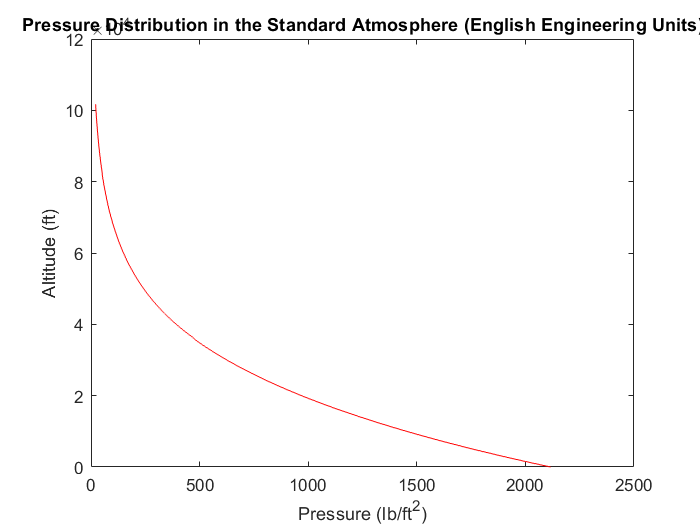 Pressure Distribution in the Standard Atmosphere (English Engineering Units)
×10⁴
12
10
8
6
4
2
0
Altitude (ft)
0 500 1000 1500 2000 2500
Pressure (lb/ft²)